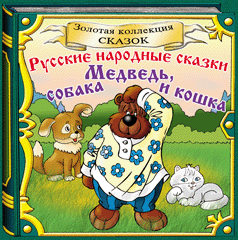 Золотая коллекция
СКАЗОК
Русские народные сказки
Медведь,
собака и кошка